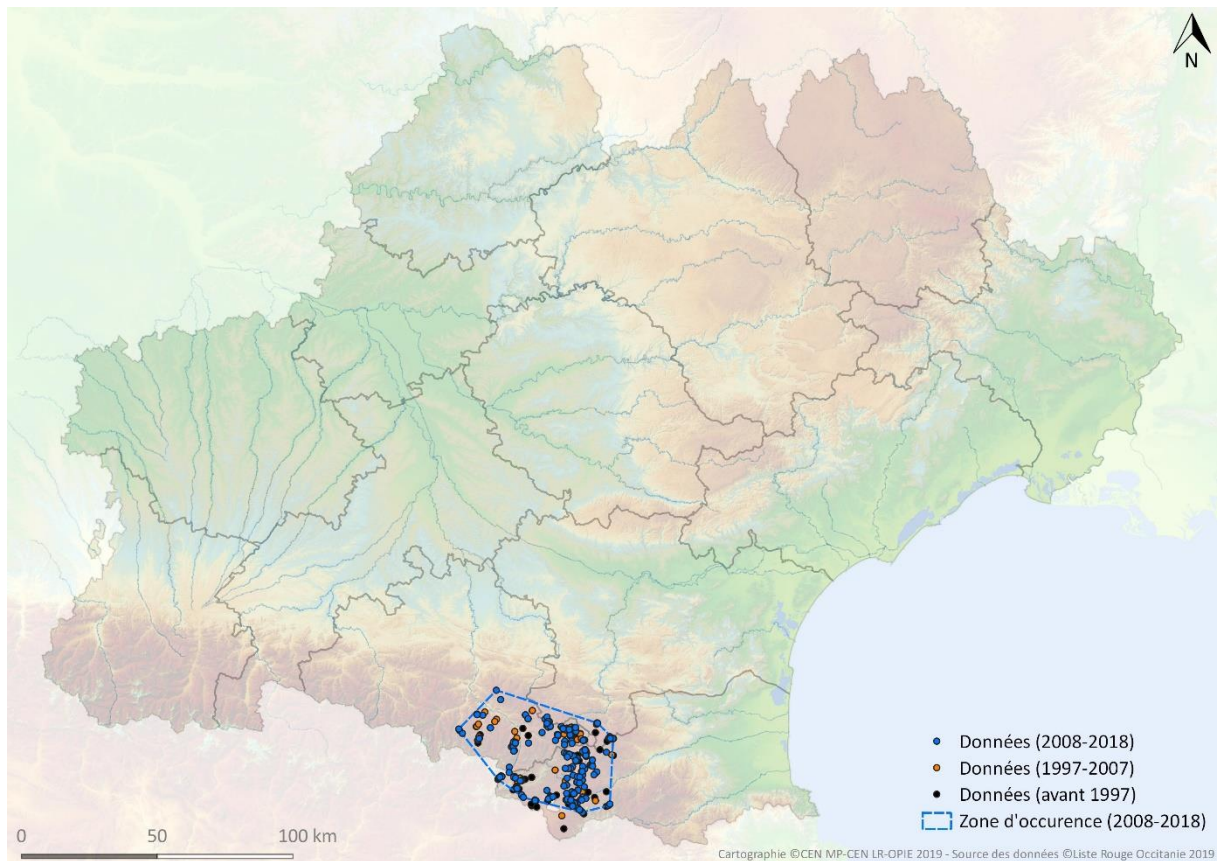 N
Données (2008-2018)
Données (1997-2007)
Données (avant 1997)
Zone d'occurence (2008-2018)
0 50 100 km
Cartographie ©CEN MP-CEN LR-OPIE 2019 - Source des données ©Liste Rouge Occitanie 2019